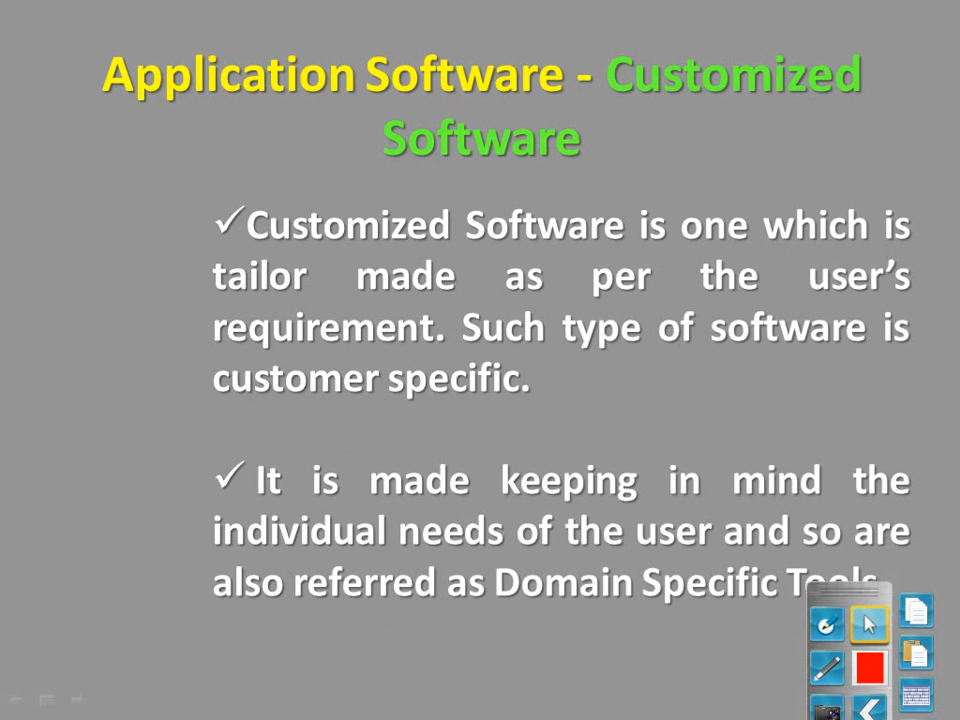 Application Software - Customized
Software
✓Customized Software is one which is
tailor made as per the user’s
requirement. Such type of software is
customer specific.
✓ It is made keeping in mind the
individual needs of the user and so are
also referred as Domain Specific Tools